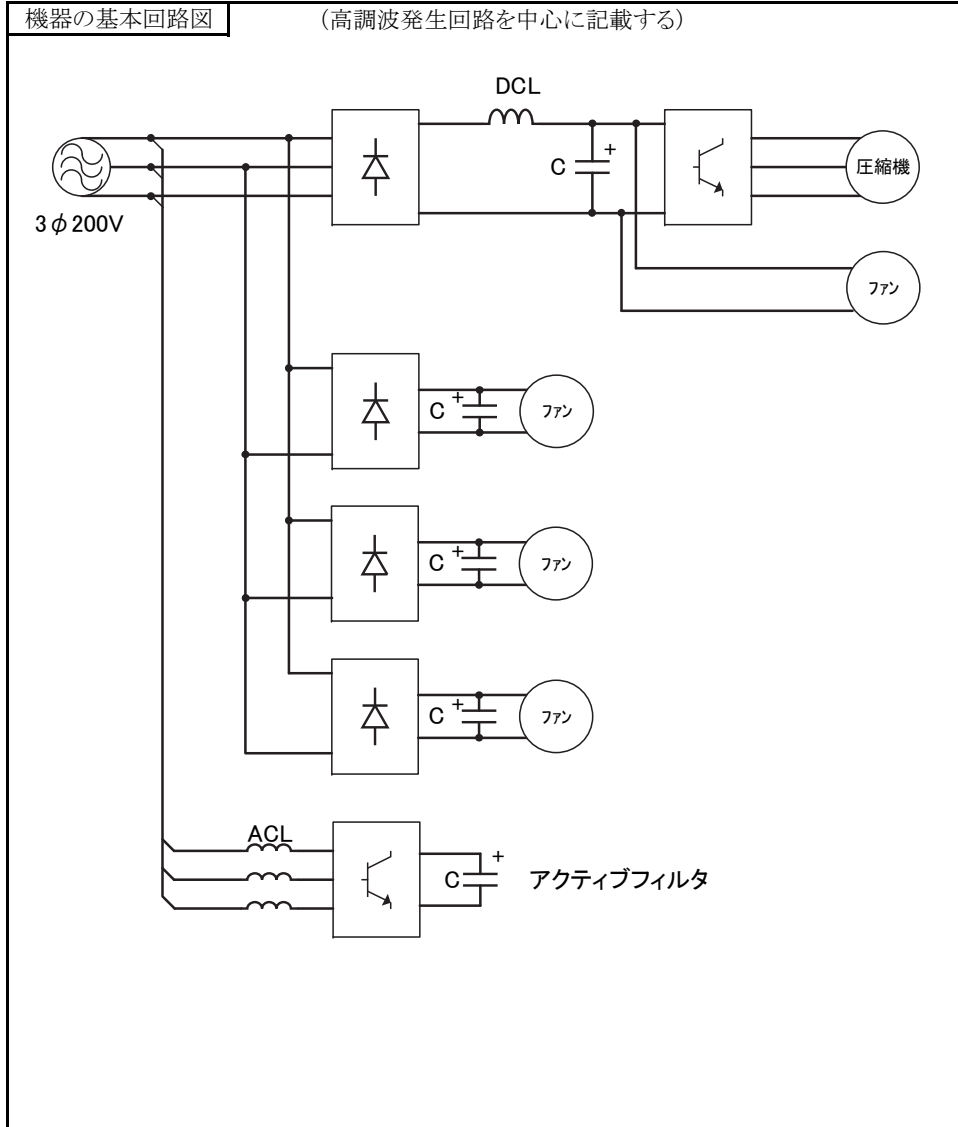 機器の基本回路図
(高調波発生回路を中心に記載する)
DCL
C
+
圧縮機
3φ200V
ファン
C
+
ファン
C
+
ファン
C
+
ファン
ACL
C
+
アクティブフィルタ